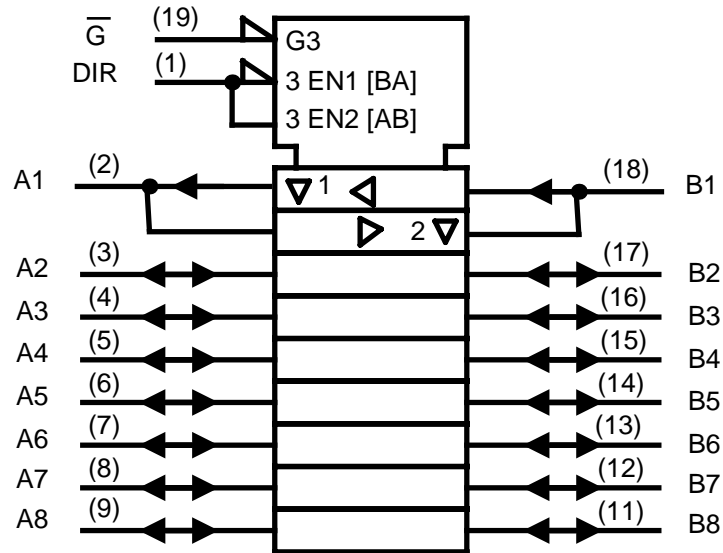 G̅ (19) G3
DIR (1) 3 EN1 [BA]
3 EN2 [AB]
A1 (2) 1 (18) B1
2
A2 (3) (17) B2
A3 (4) (16) B3
A4 (5) (15) B4
A5 (6) (14) B5
A6 (7) (13) B6
A7 (8) (12) B7
A8 (9) (11) B8